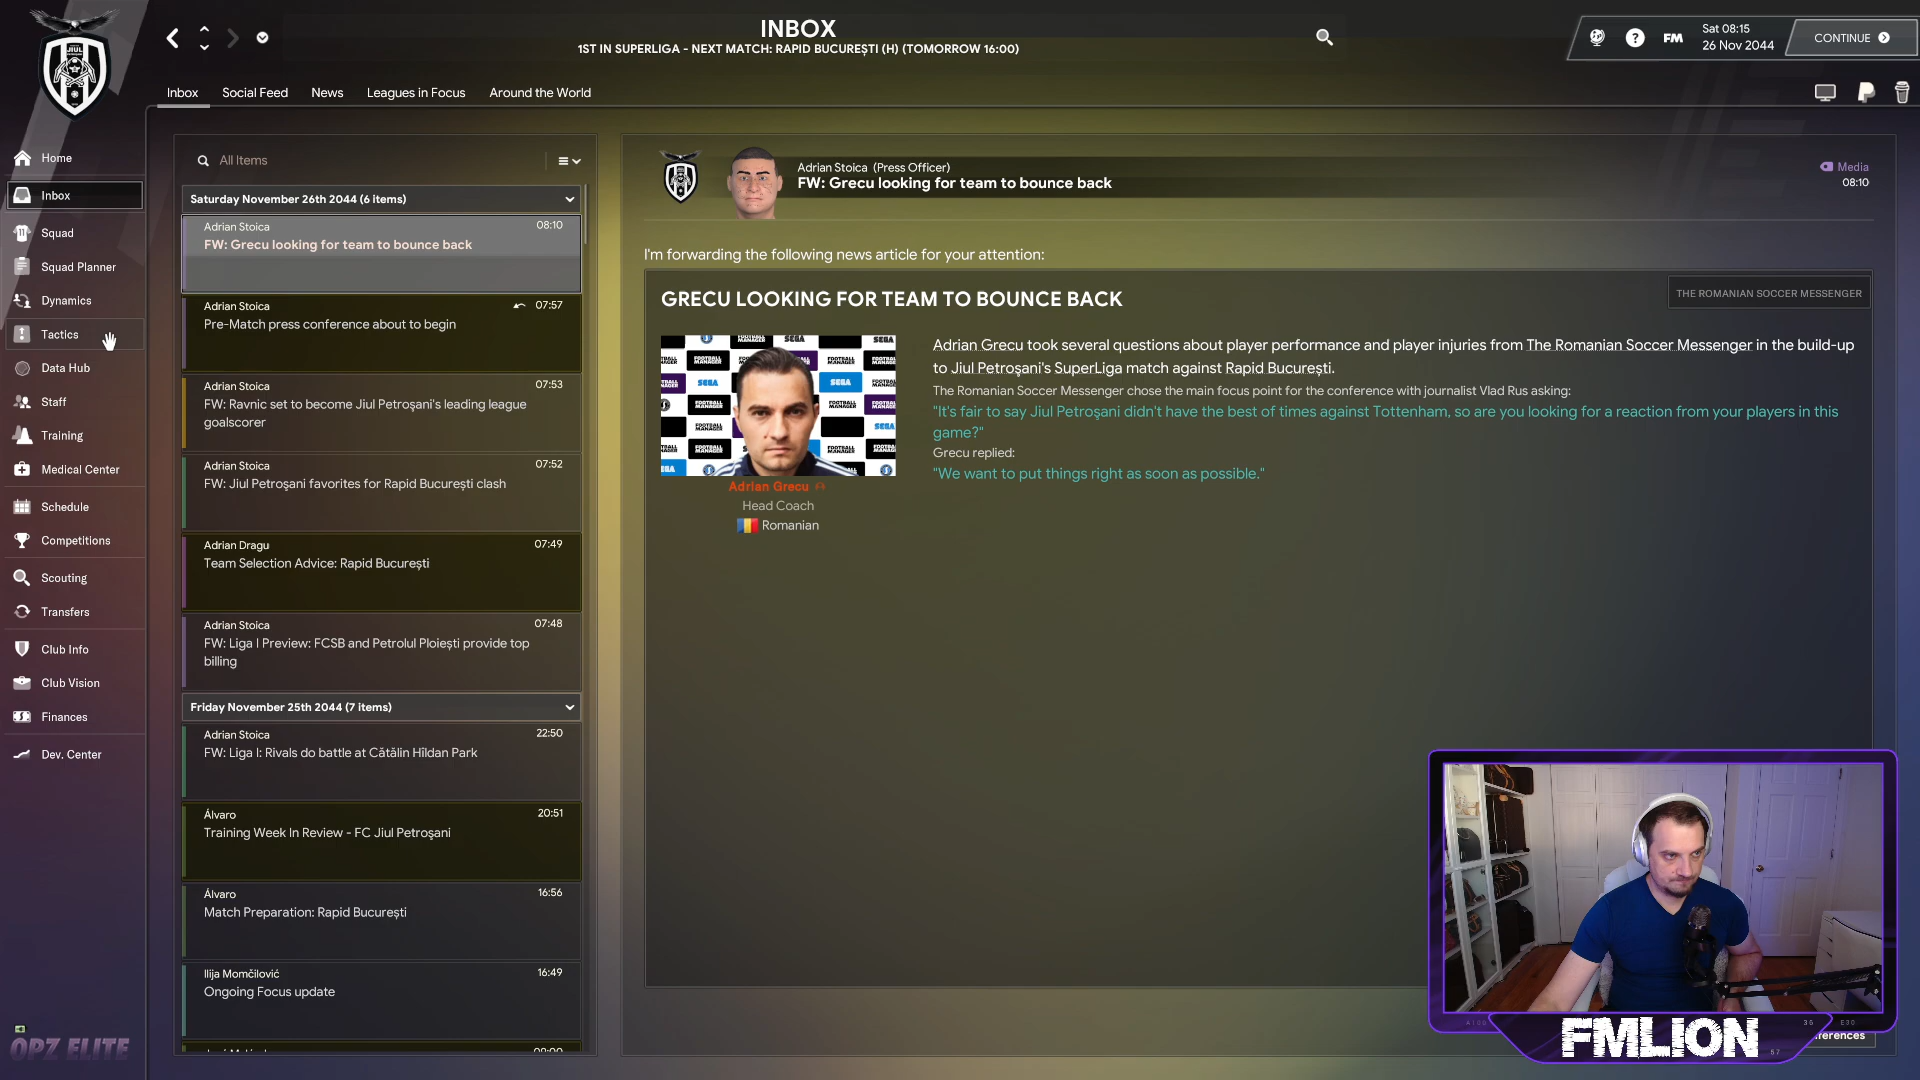 INBOX
1ST IN SUPERLIGA - NEXT MATCH: RAPID BUCUREȘTI (H) (TOMORROW 16:00)
FM
Sat 08:15
26 Nov 2044
CONTINUE
Inbox
Social Feed
News
Leagues in Focus
Around the World
Home
Inbox
Squad
Squad Planner
Dynamics
Tactics
Data Hub
Staff
Training
Medical Center
Schedule
Competitions
Scouting
Transfers
Club Info
Club Vision
Finances
Dev. Center
OPZ ELITE
All Items
Saturday November 26th 2044 (6 items)
Adrian Stoica 08:10
FW: Grecu looking for team to bounce back
Adrian Stoica 07:57
Pre-Match press conference about to begin
Adrian Stoica 07:53
FW: Ravnic set to become Jiul Petroşani's leading league
goalscorer
Adrian Stoica 07:52
FW: Jiul Petroşani favorites for Rapid Bucureşti clash
Adrian Dragu 07:49
Team Selection Advice: Rapid Bucureşti
Adrian Stoica 07:48
FW: Liga I Preview: FCSB and Petrolul Ploieşti provide top
billing
Friday November 25th 2044 (7 items)
Adrian Stoica 22:50
FW: Liga I: Rivals do battle at Cătălin Hîldan Park
Álvaro 20:51
Training Week In Review - FC Jiul Petroşani
Álvaro 16:56
Match Preparation: Rapid Bucureşti
Ilija Momčilović 16:49
Ongoing Focus update
Adrian Stoica (Press Officer)
FW: Grecu looking for team to bounce back
Media
08:10
I'm forwarding the following news article for your attention:
GRECU LOOKING FOR TEAM TO BOUNCE BACK
THE ROMANIAN SOCCER MESSENGER
Adrian Grecu
Head Coach
Romanian
Adrian Grecu took several questions about player performance and player injuries from The Romanian Soccer Messenger in the build-up
to Jiul Petroşani's SuperLiga match against Rapid Bucureşti.
The Romanian Soccer Messenger chose the main focus point for the conference with journalist Vlad Rus asking:
"It's fair to say Jiul Petroşani didn't have the best of times against Tottenham, so are you looking for a reaction from your players in this
game?"
Grecu replied:
"We want to put things right as soon as possible."
FMLION